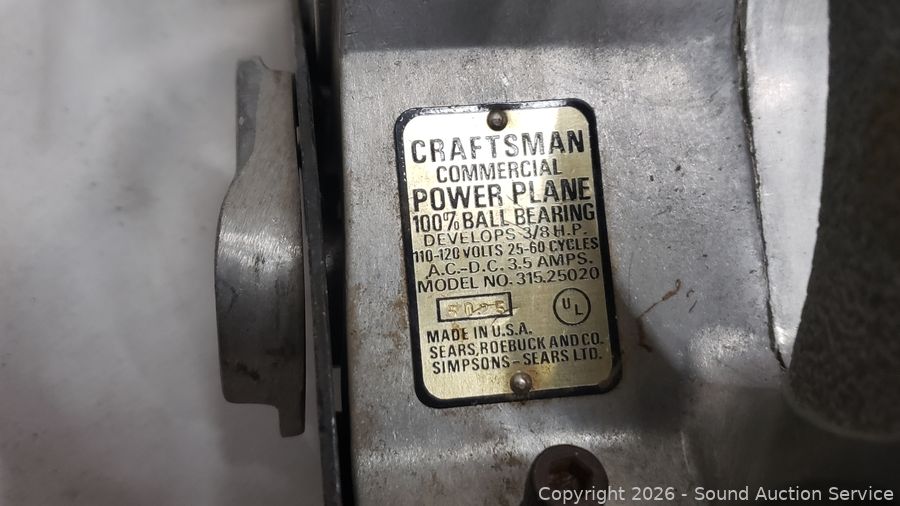 CRAFTSMAN
COMMERCIAL
POWER PLANE
100% BALL BEARING
DEVELOPS 3/8 H.P.
110-120 VOLTS 25-60 CYCLES
A.C.-D.C. 3.5 AMPS.
MODEL NO. 315.25020
UL
MADE IN U.S.A.
SEARS, ROEBUCK AND CO.
SIMPSONS-SEARS LTD.
Copyright 2026 - Sound Auction Service